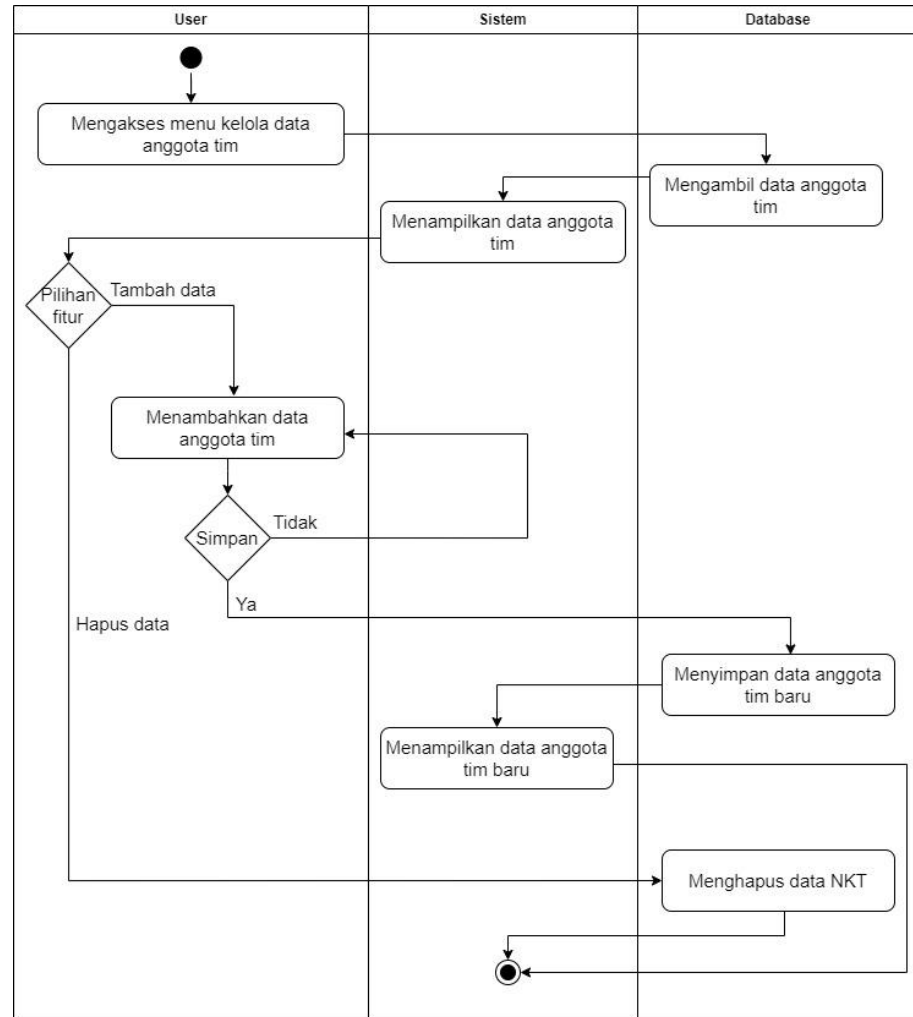 User
Sistem
Database
Mengakses menu kelola data
anggota tim
Mengambil data anggota
tim
Menampilkan data anggota
tim
Pilihan
fitur
Tambah data
Menambahkan data
anggota tim
Simpan
Tidak
Ya
Hapus data
Menyimpan data anggota
tim baru
Menampilkan data anggota
tim baru
Menghapus data NKT